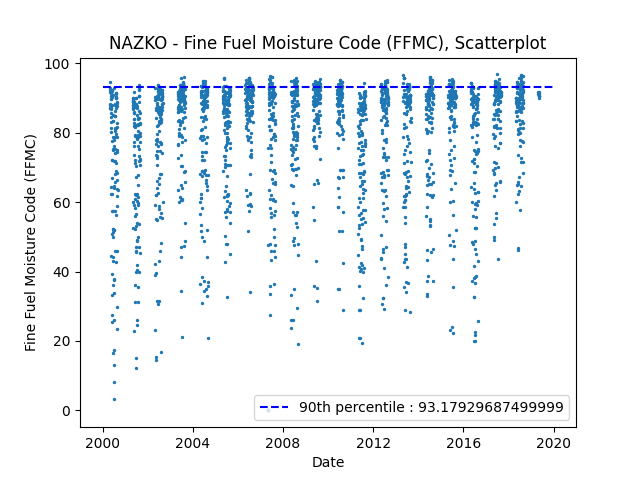 NAZKO - Fine Fuel Moisture Code (FFMC), Scatterplot
100
80
60
40
20
0
Fine Fuel Moisture Code (FFMC)
90th percentile : 93.17929687499999
2000 2004 2008 2012 2016 2020
Date